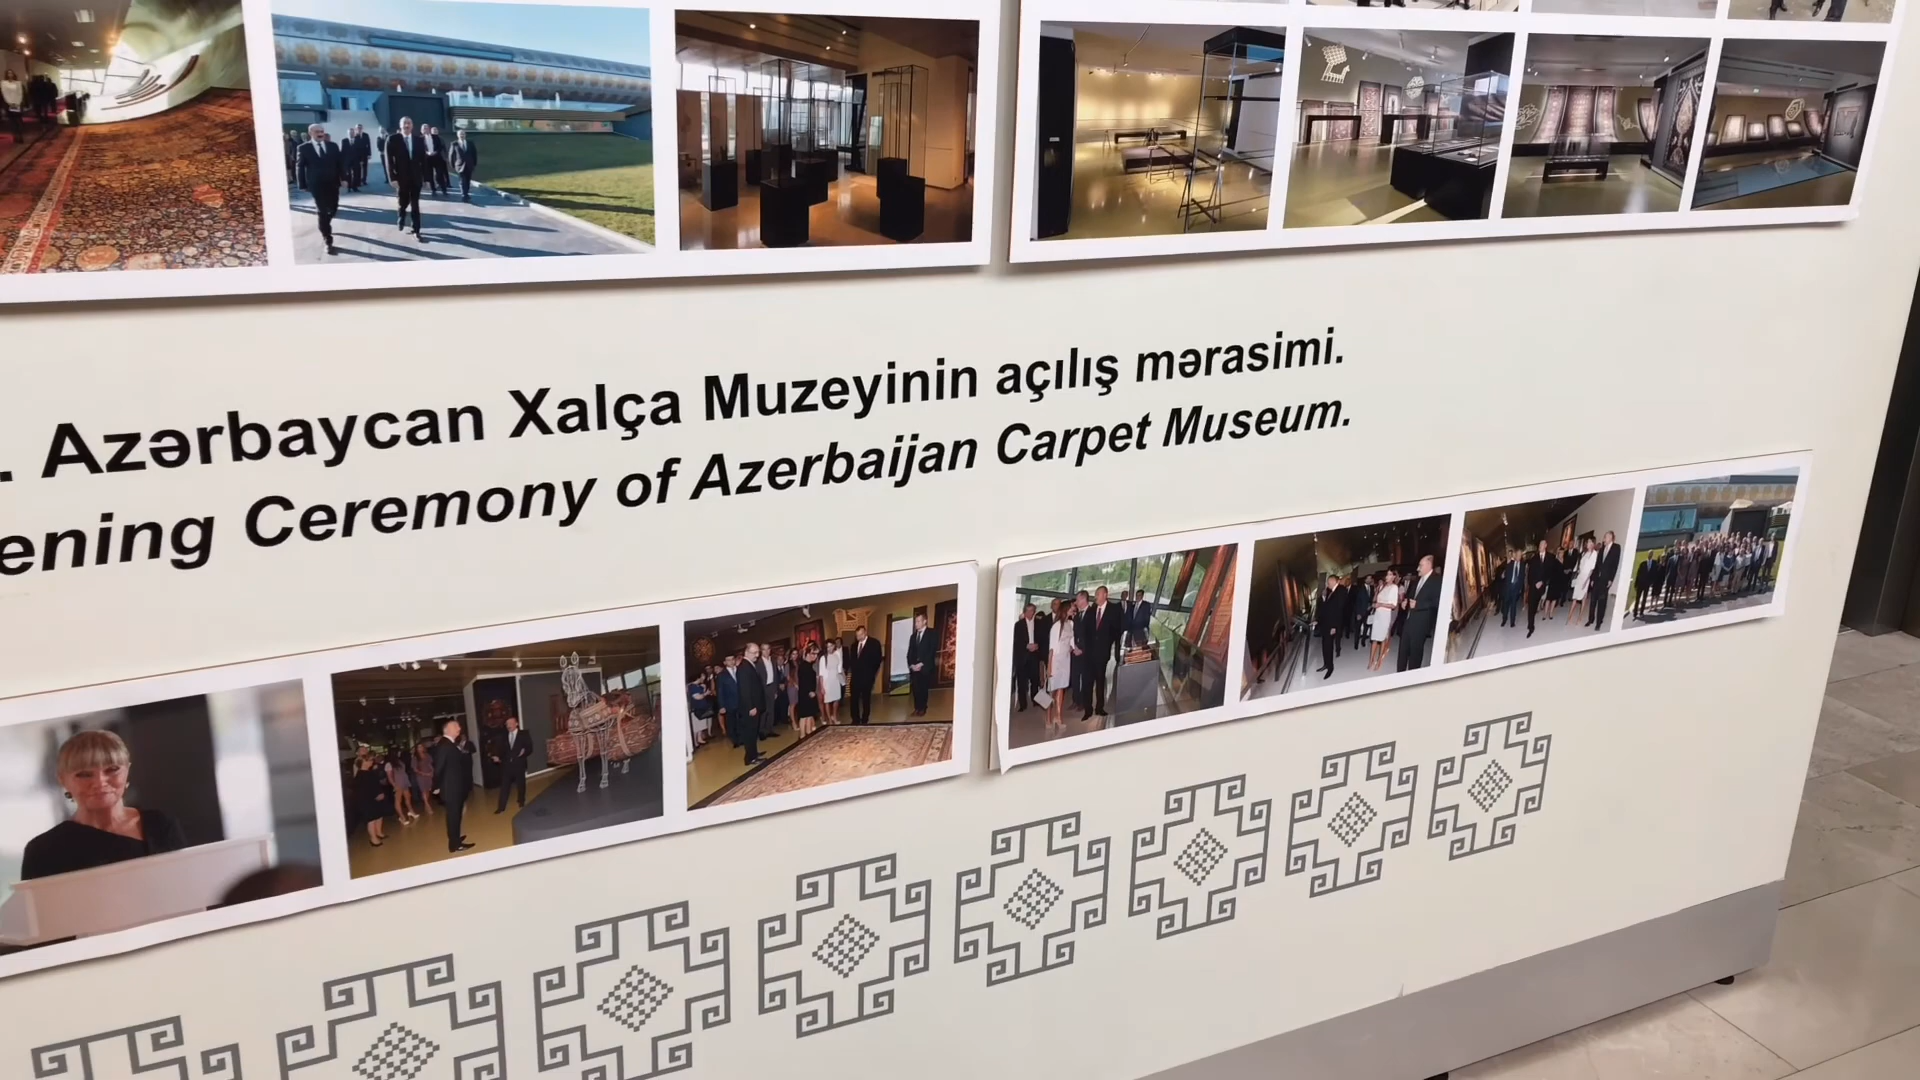 . Azərbaycan Xalça Muzeyinin açılış mərasimi.
ening Ceremony of Azerbaijan Carpet Museum.